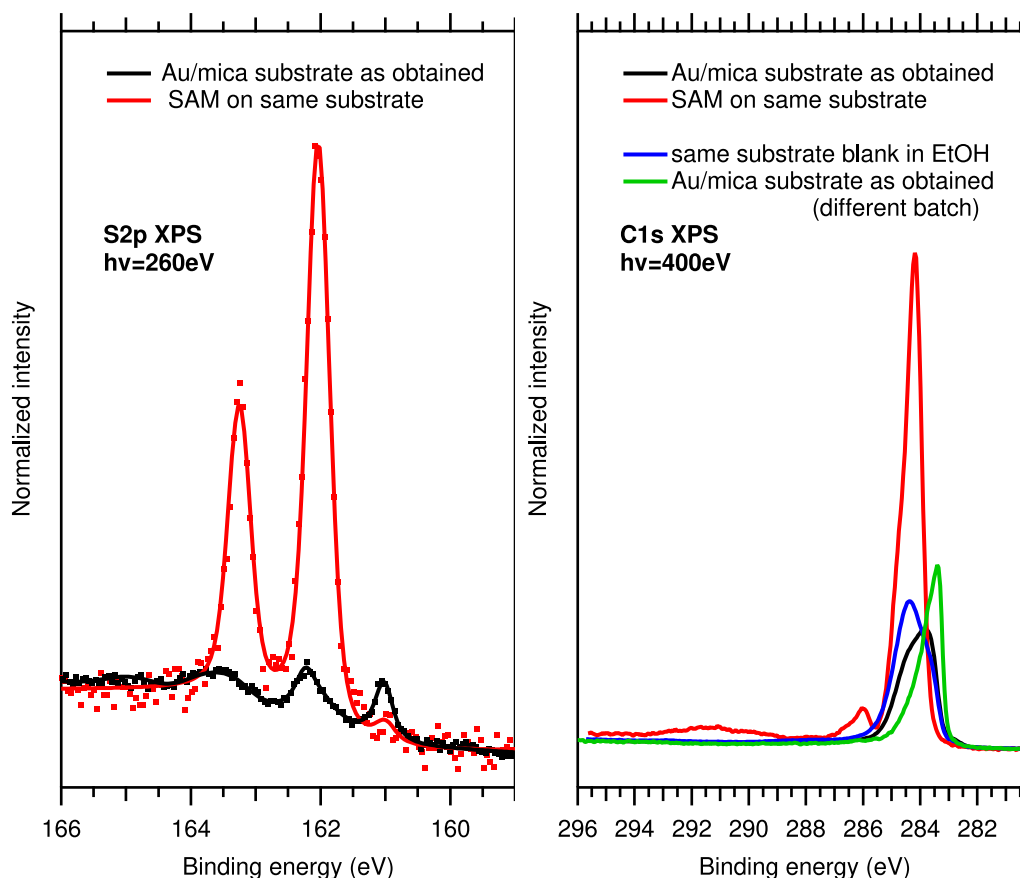 Au/mica substrate as obtained
SAM on same substrate
S2p XPS
hν=260eV
Normalized intensity
166 164 162 160
Binding energy (eV)
Au/mica substrate as obtained
SAM on same substrate
same substrate blank in EtOH
Au/mica substrate as obtained
(different batch)
C1s XPS
hν=400eV
Normalized intensity
296 294 292 290 288 286 284 282
Binding energy (eV)